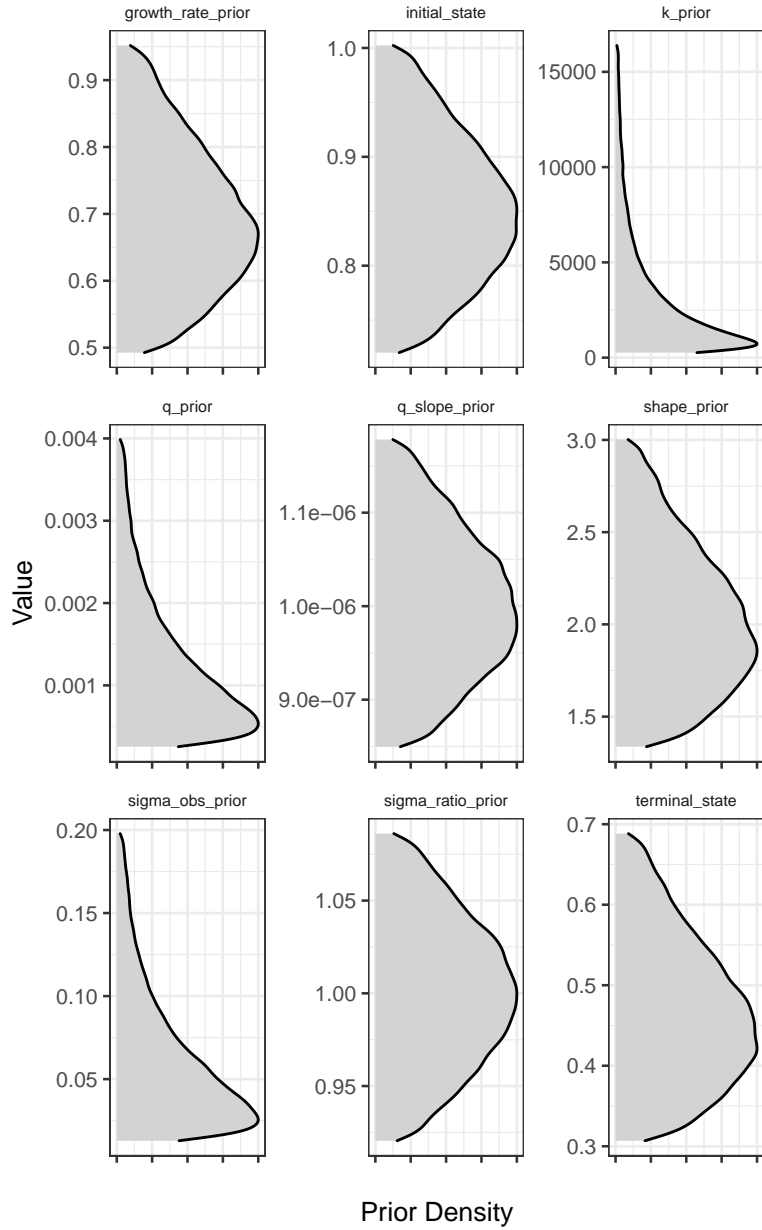 growth_rate_prior
initial_state
k_prior
0.9
0.8
0.7
0.6
0.5
1.0
0.9
0.8
15000
10000
5000
0
q_prior
q_slope_prior
shape_prior
0.004
0.003
0.002
0.001
1.1e-06
1.0e-06
9.0e-07
3.0
2.5
2.0
1.5
Value
sigma_obs_prior
sigma_ratio_prior
terminal_state
0.20
0.15
0.10
0.05
1.05
1.00
0.95
0.7
0.6
0.5
0.4
0.3
Prior Density